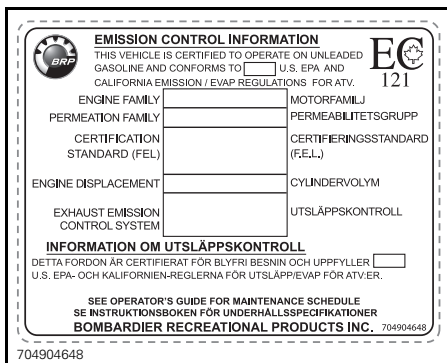 EMISSION CONTROL INFORMATION
BRP
THIS VEHICLE IS CERTIFIED TO OPERATE ON UNLEADED
GASOLINE AND CONFORMS TO U.S. EPA AND
CALIFORNIA EMISSION / EVAP REGULATIONS FOR ATV.
EC
121
ENGINE FAMILY MOTORFAMILJ
PERMEATION FAMILY PERMEABILITETSGRUPP
CERTIFICATION CERTIFIERINGSSTANDARD
STANDARD (FEL) (F.E.L.)
ENGINE DISPLACEMENT CYLINDERVOLYM
EXHAUST EMISSION UTSLÄPPSKONTROLL
CONTROL SYSTEM
INFORMATION OM UTSLÄPPSKONTROLL
DETTA FORDON ÄR CERTIFIERAT FÖR BLYFRI BESNIN OCH UPPFYLLER
U.S. EPA- OCH KALIFORNIEN-REGLERNA FÖR UTSLÄPP/EVAP FÖR ATV:ER.
SEE OPERATOR'S GUIDE FOR MAINTENANCE SCHEDULE
SE INSTRUKTIONSBOKEN FÖR UNDERHÅLLSSPECIFIKATIONER
BOMBARDIER RECREATIONAL PRODUCTS INC. 704904648
704904648